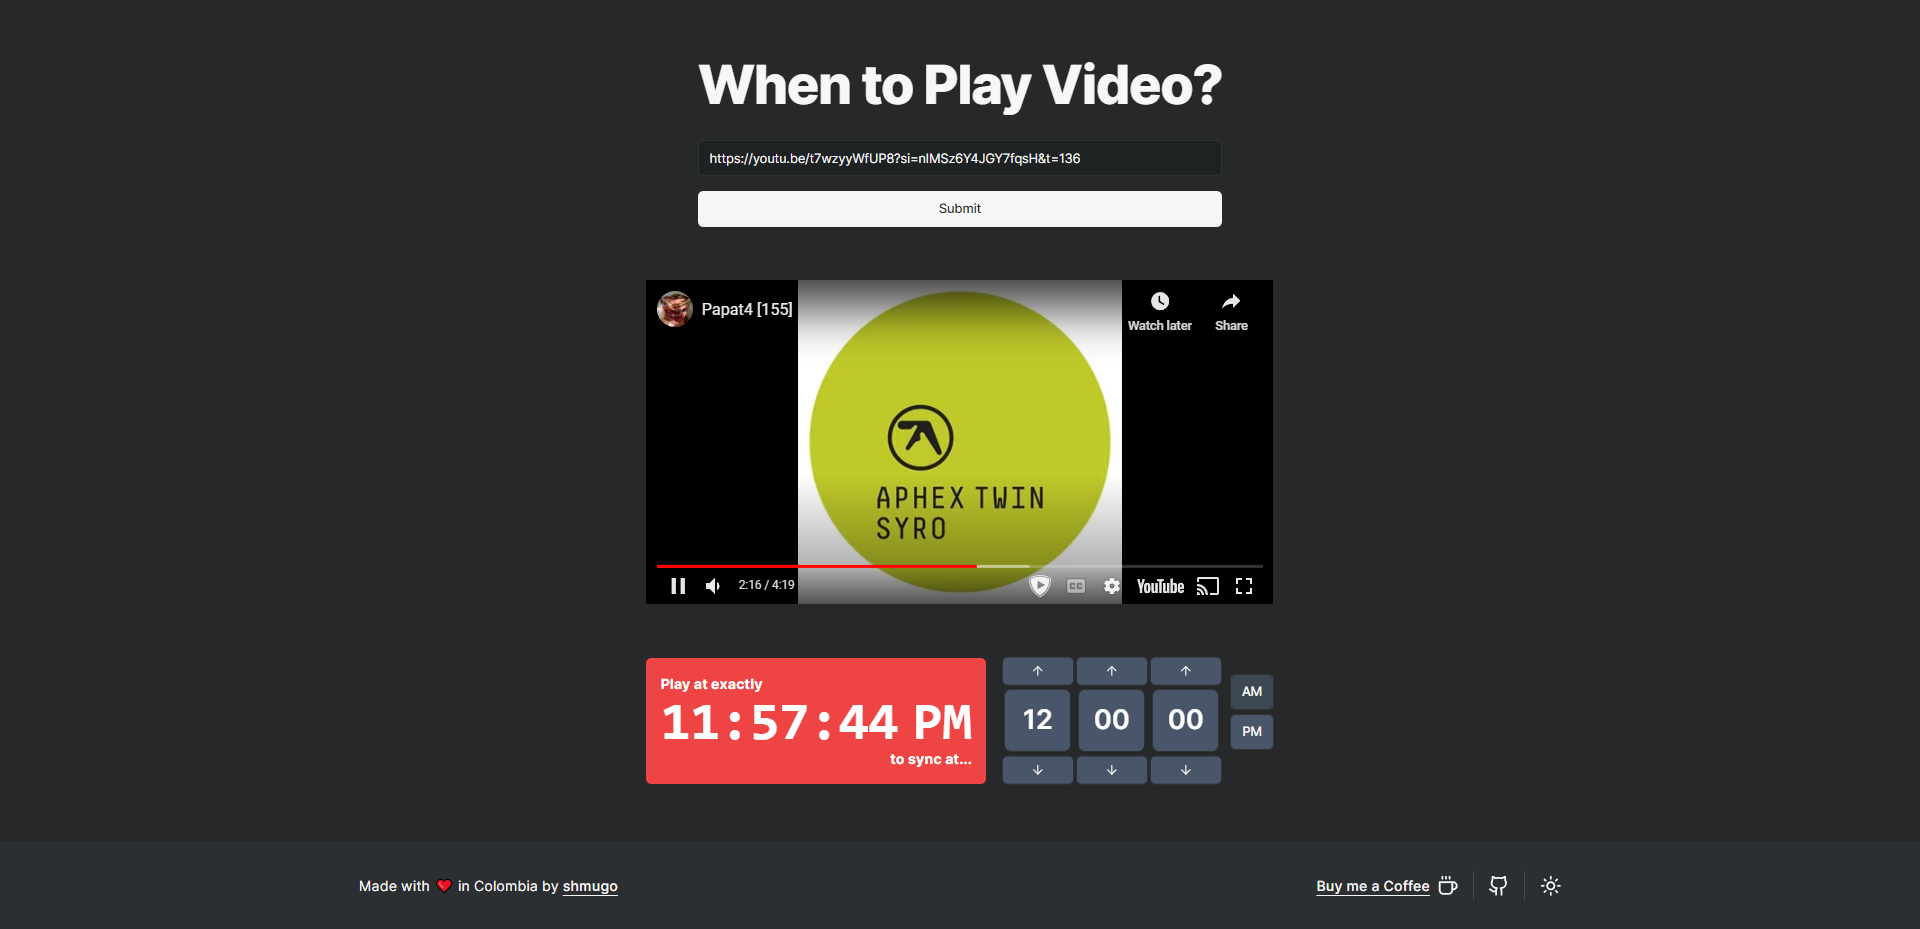 When to Play Video?
https://youtu.be/t7wzyyWfUP8?si=nIMSz6Y4JGY7fqsH&t=136
Submit
Papat4 [155]
Watch later
Share
APHEX TWIN
SYRO
2:16 / 4:19
CC
YouTube
Play at exactly
11:57:44 PM
to sync at...
12 00 00
AM
PM
Made with ❤️ in Colombia by shmugo
Buy me a Coffee